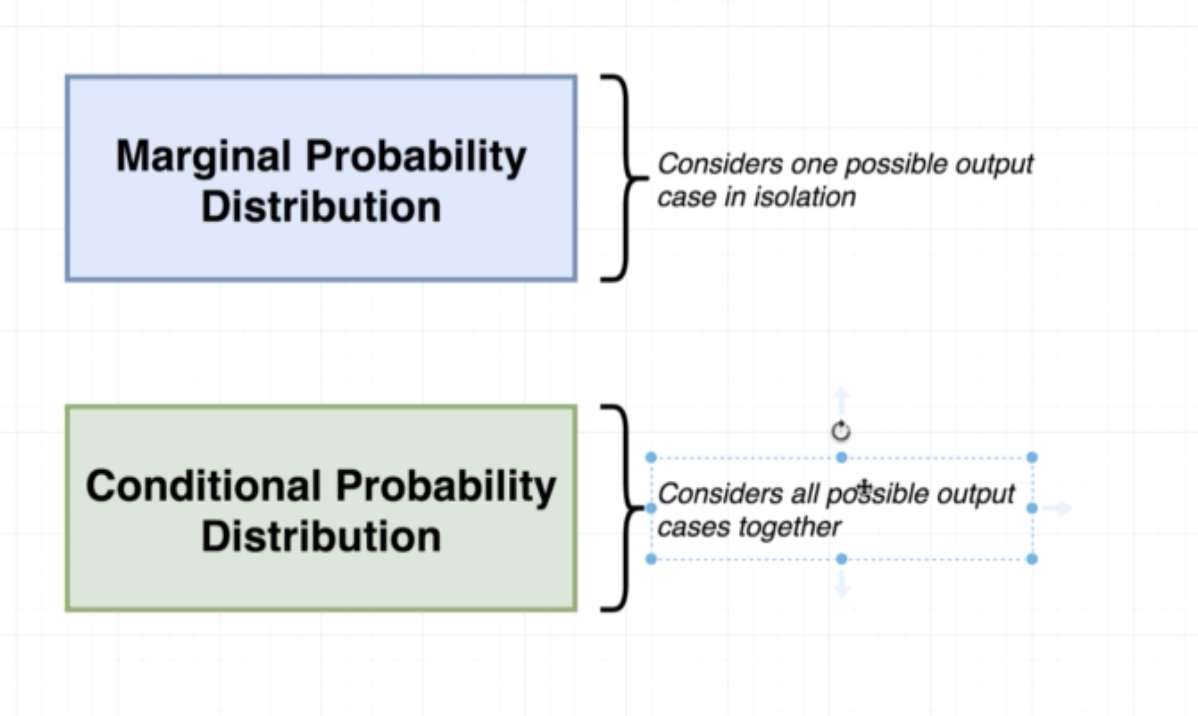 Marginal Probability
Distribution
Considers one possible output
case in isolation
Conditional Probability
Distribution
Considers all possible output
cases together